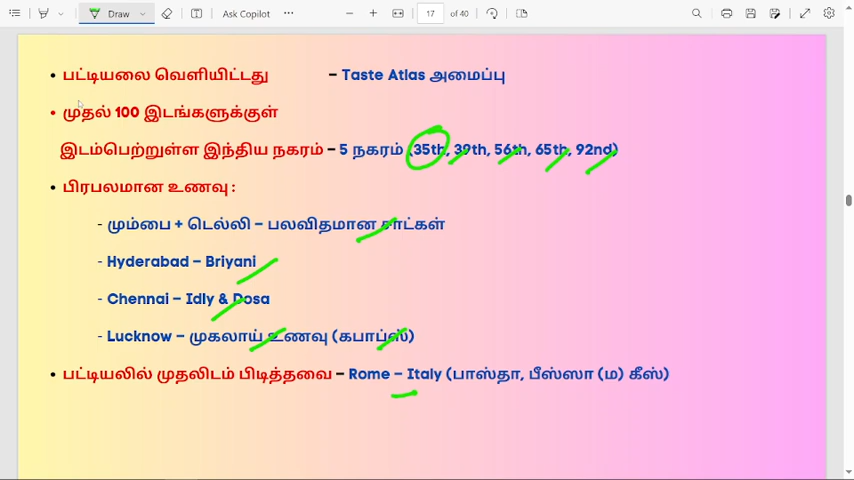 Draw
Ask Copilot
17 of 40
• பட்டியலை வெளியிட்டது – Taste Atlas அமைப்பு
• முதல் 100 இடங்களுக்குள்
இடம்பெற்றுள்ள இந்திய நகரம் – 5 நகரம் (35th, 39th, 56th, 65th, 92nd)
• பிரபலமான உணவு :
- மும்பை + டெல்லி – பலவிதமான சாட்கள்
- Hyderabad – Briyani
- Chennai – Idly & Dosa
- Lucknow – முகலாய் உணவு (கபாப்ஸ்)
• பட்டியலில் முதலிடம் பிடித்தவை – Rome – Italy (பாஸ்தா, பீஸ்ஸா (ம) கீஸ்)